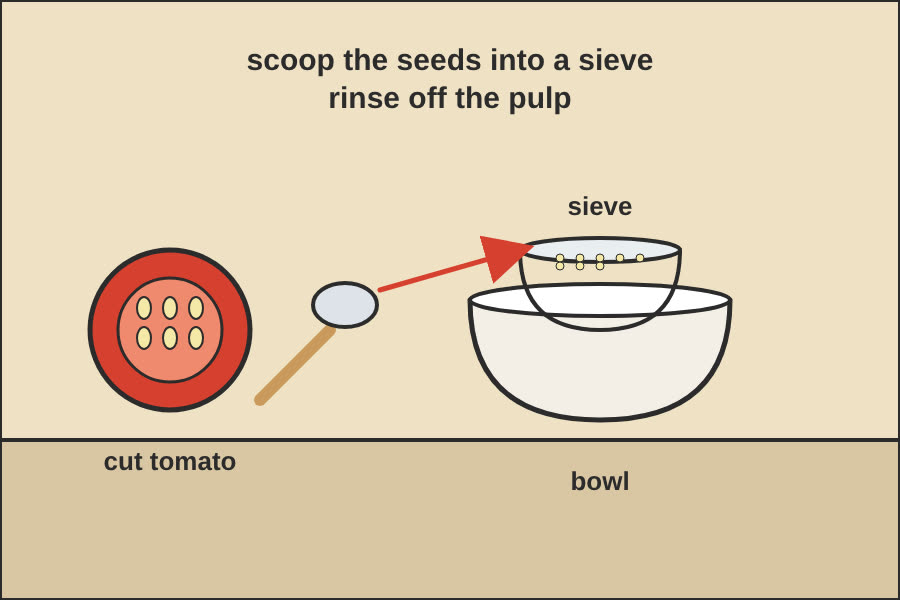 scoop the seeds into a sieve
rinse off the pulp
sieve
cut tomato
bowl